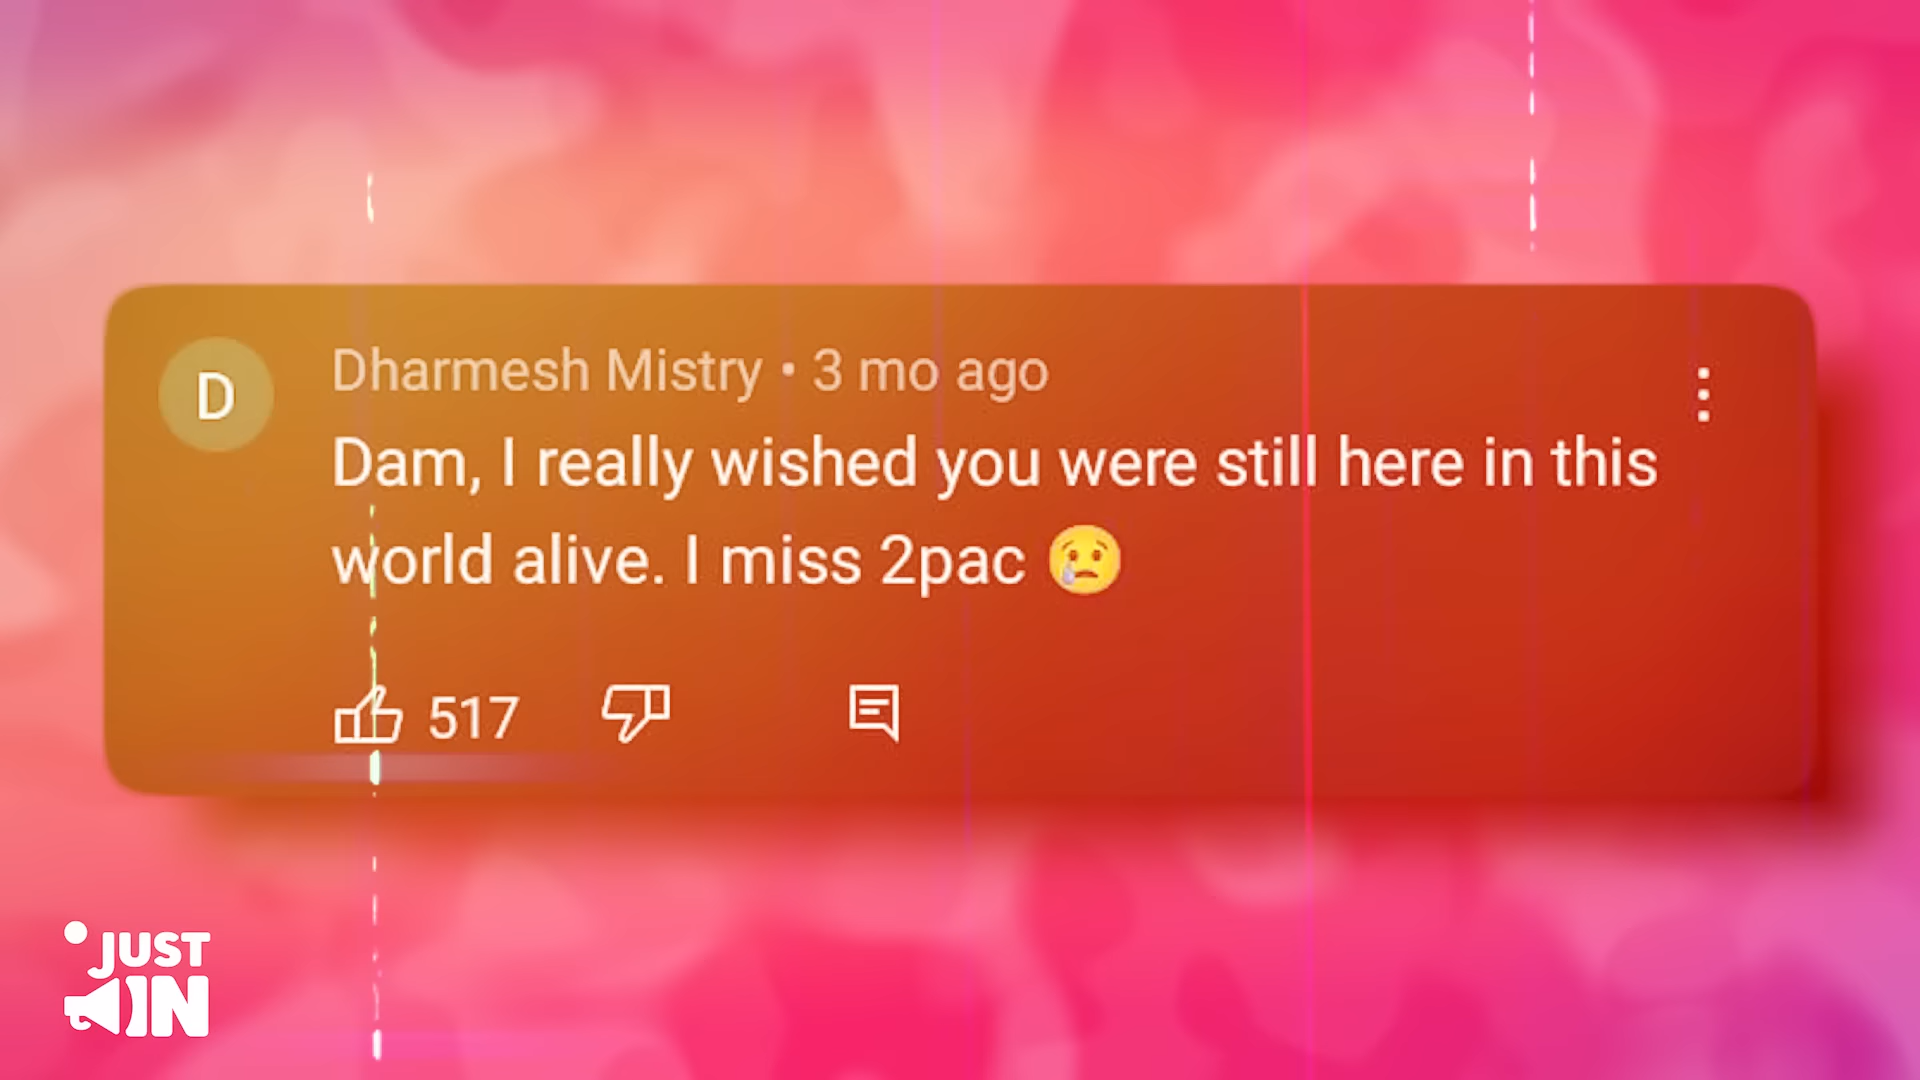 D
Dharmesh Mistry • 3 mo ago
Dam, I really wished you were still here in this
world alive. I miss 2pac 😢
517
JUST
IN